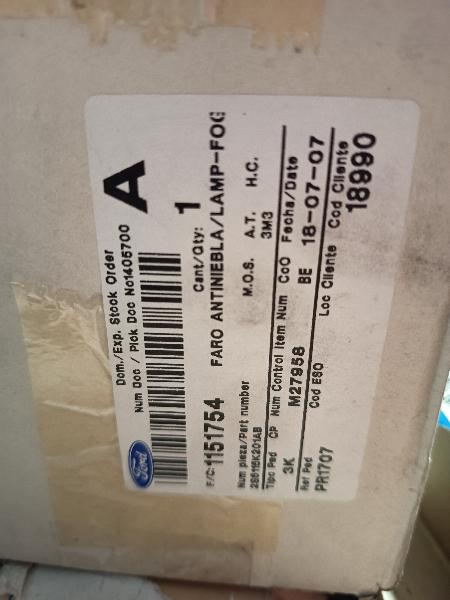 Ford
Dom./Exp. Stock Order
Num Doc / Pick Doc No1405700
A
F/C:1151754
Cant/Qty: 1
FARO ANTINIEBLA/LAMP-FOG
Num pieza/Part number
2S6115K201AB
M.O.S. A.T. H.C.
3M3
Tipo Ped CP Num Control Item Num CoO Fecha/Date
3K M27958 BE 18-07-07
Ref Ped Cod ESO Loc Cliente Cod Cliente
PR1707 18990